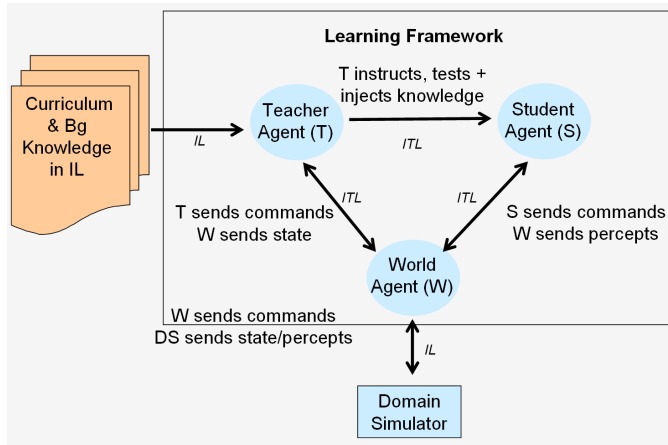 Learning Framework
Curriculum
& Bg
Knowledge
in IL
IL
Teacher
Agent (T)
T instructs, tests +
injects knowledge
ITL
Student
Agent (S)
ITL
T sends commands
W sends state
ITL
S sends commands
W sends percepts
World
Agent (W)
W sends commands
DS sends state/percepts
IL
Domain
Simulator